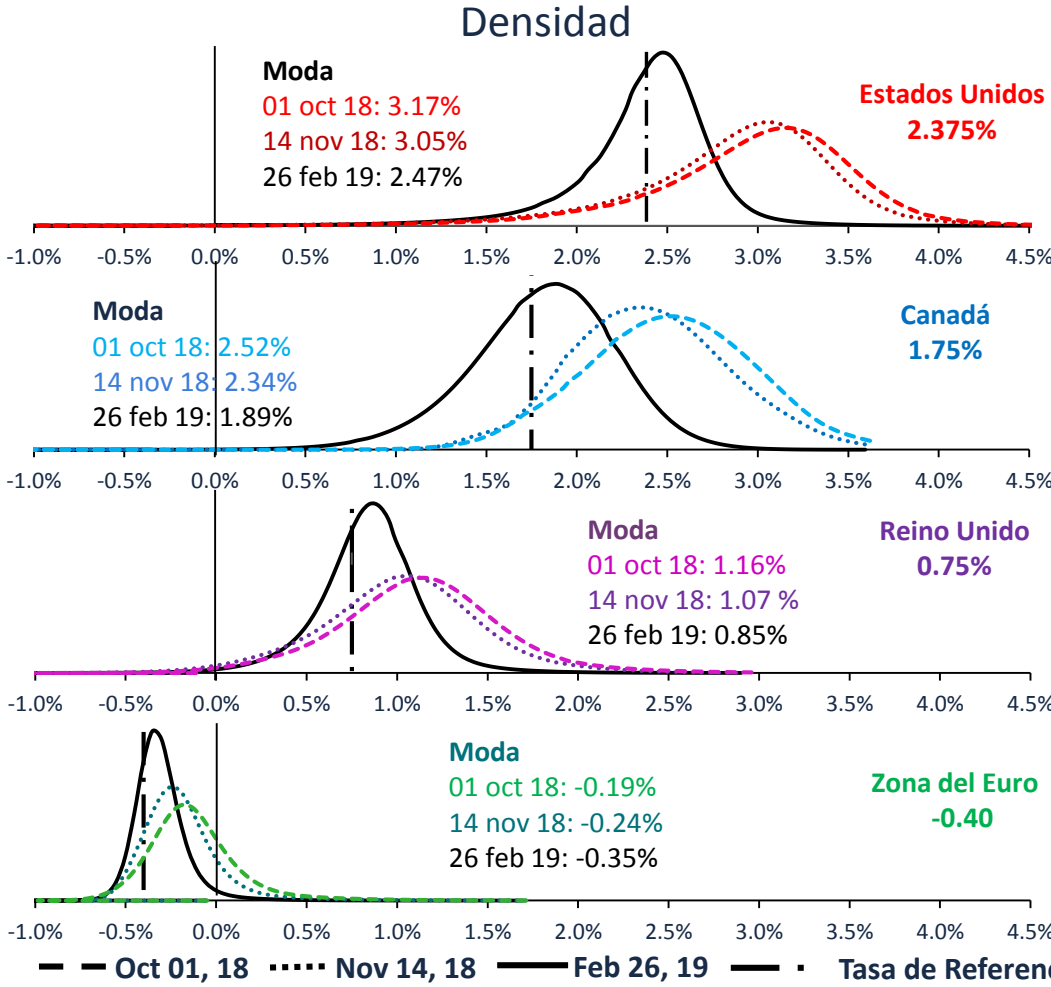 Densidad
Moda
01 oct 18: 3.17%
14 nov 18: 3.05%
26 feb 19: 2.47%
Estados Unidos
2.375%
-1.0% -0.5% 0.0% 0.5% 1.0% 1.5% 2.0% 2.5% 3.0% 3.5% 4.0% 4.5%
Moda
01 oct 18: 2.52%
14 nov 18: 2.34%
26 feb 19: 1.89%
Canadá
1.75%
-1.0% -0.5% 0.0% 0.5% 1.0% 1.5% 2.0% 2.5% 3.0% 3.5% 4.0% 4.5%
Moda
01 oct 18: 1.16%
14 nov 18: 1.07 %
26 feb 19: 0.85%
Reino Unido
0.75%
-1.0% -0.5% 0.0% 0.5% 1.0% 1.5% 2.0% 2.5% 3.0% 3.5% 4.0% 4.5%
Moda
01 oct 18: -0.19%
14 nov 18: -0.24%
26 feb 19: -0.35%
Zona del Euro
-0.40
-1.0% -0.5% 0.0% 0.5% 1.0% 1.5% 2.0% 2.5% 3.0% 3.5% 4.0% 4.5%
Oct 01, 18 Nov 14, 18 Feb 26, 19 Tasa de Referen